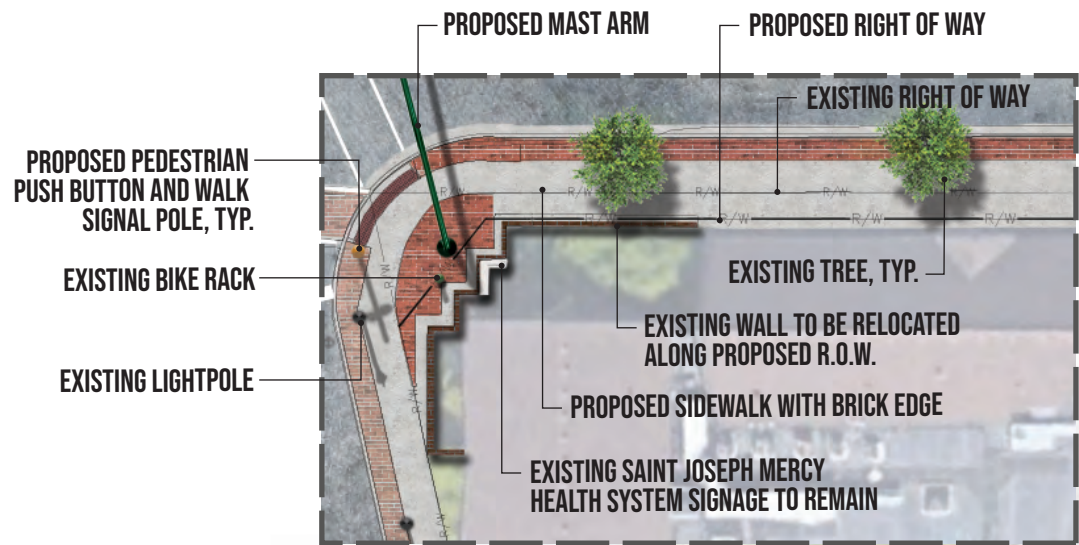 PROPOSED MAST ARM
PROPOSED RIGHT OF WAY
EXISTING RIGHT OF WAY
PROPOSED PEDESTRIAN
PUSH BUTTON AND WALK
SIGNAL POLE, TYP.
R/W
R/W
R/W
R/W
R/W
R/W
R/W
R/W
R/W
R/W
EXISTING BIKE RACK
EXISTING TREE, TYP.
EXISTING WALL TO BE RELOCATED
ALONG PROPOSED R.O.W.
EXISTING LIGHTPOLE
R/W
PROPOSED SIDEWALK WITH BRICK EDGE
EXISTING SAINT JOSEPH MERCY
HEALTH SYSTEM SIGNAGE TO REMAIN
R/W